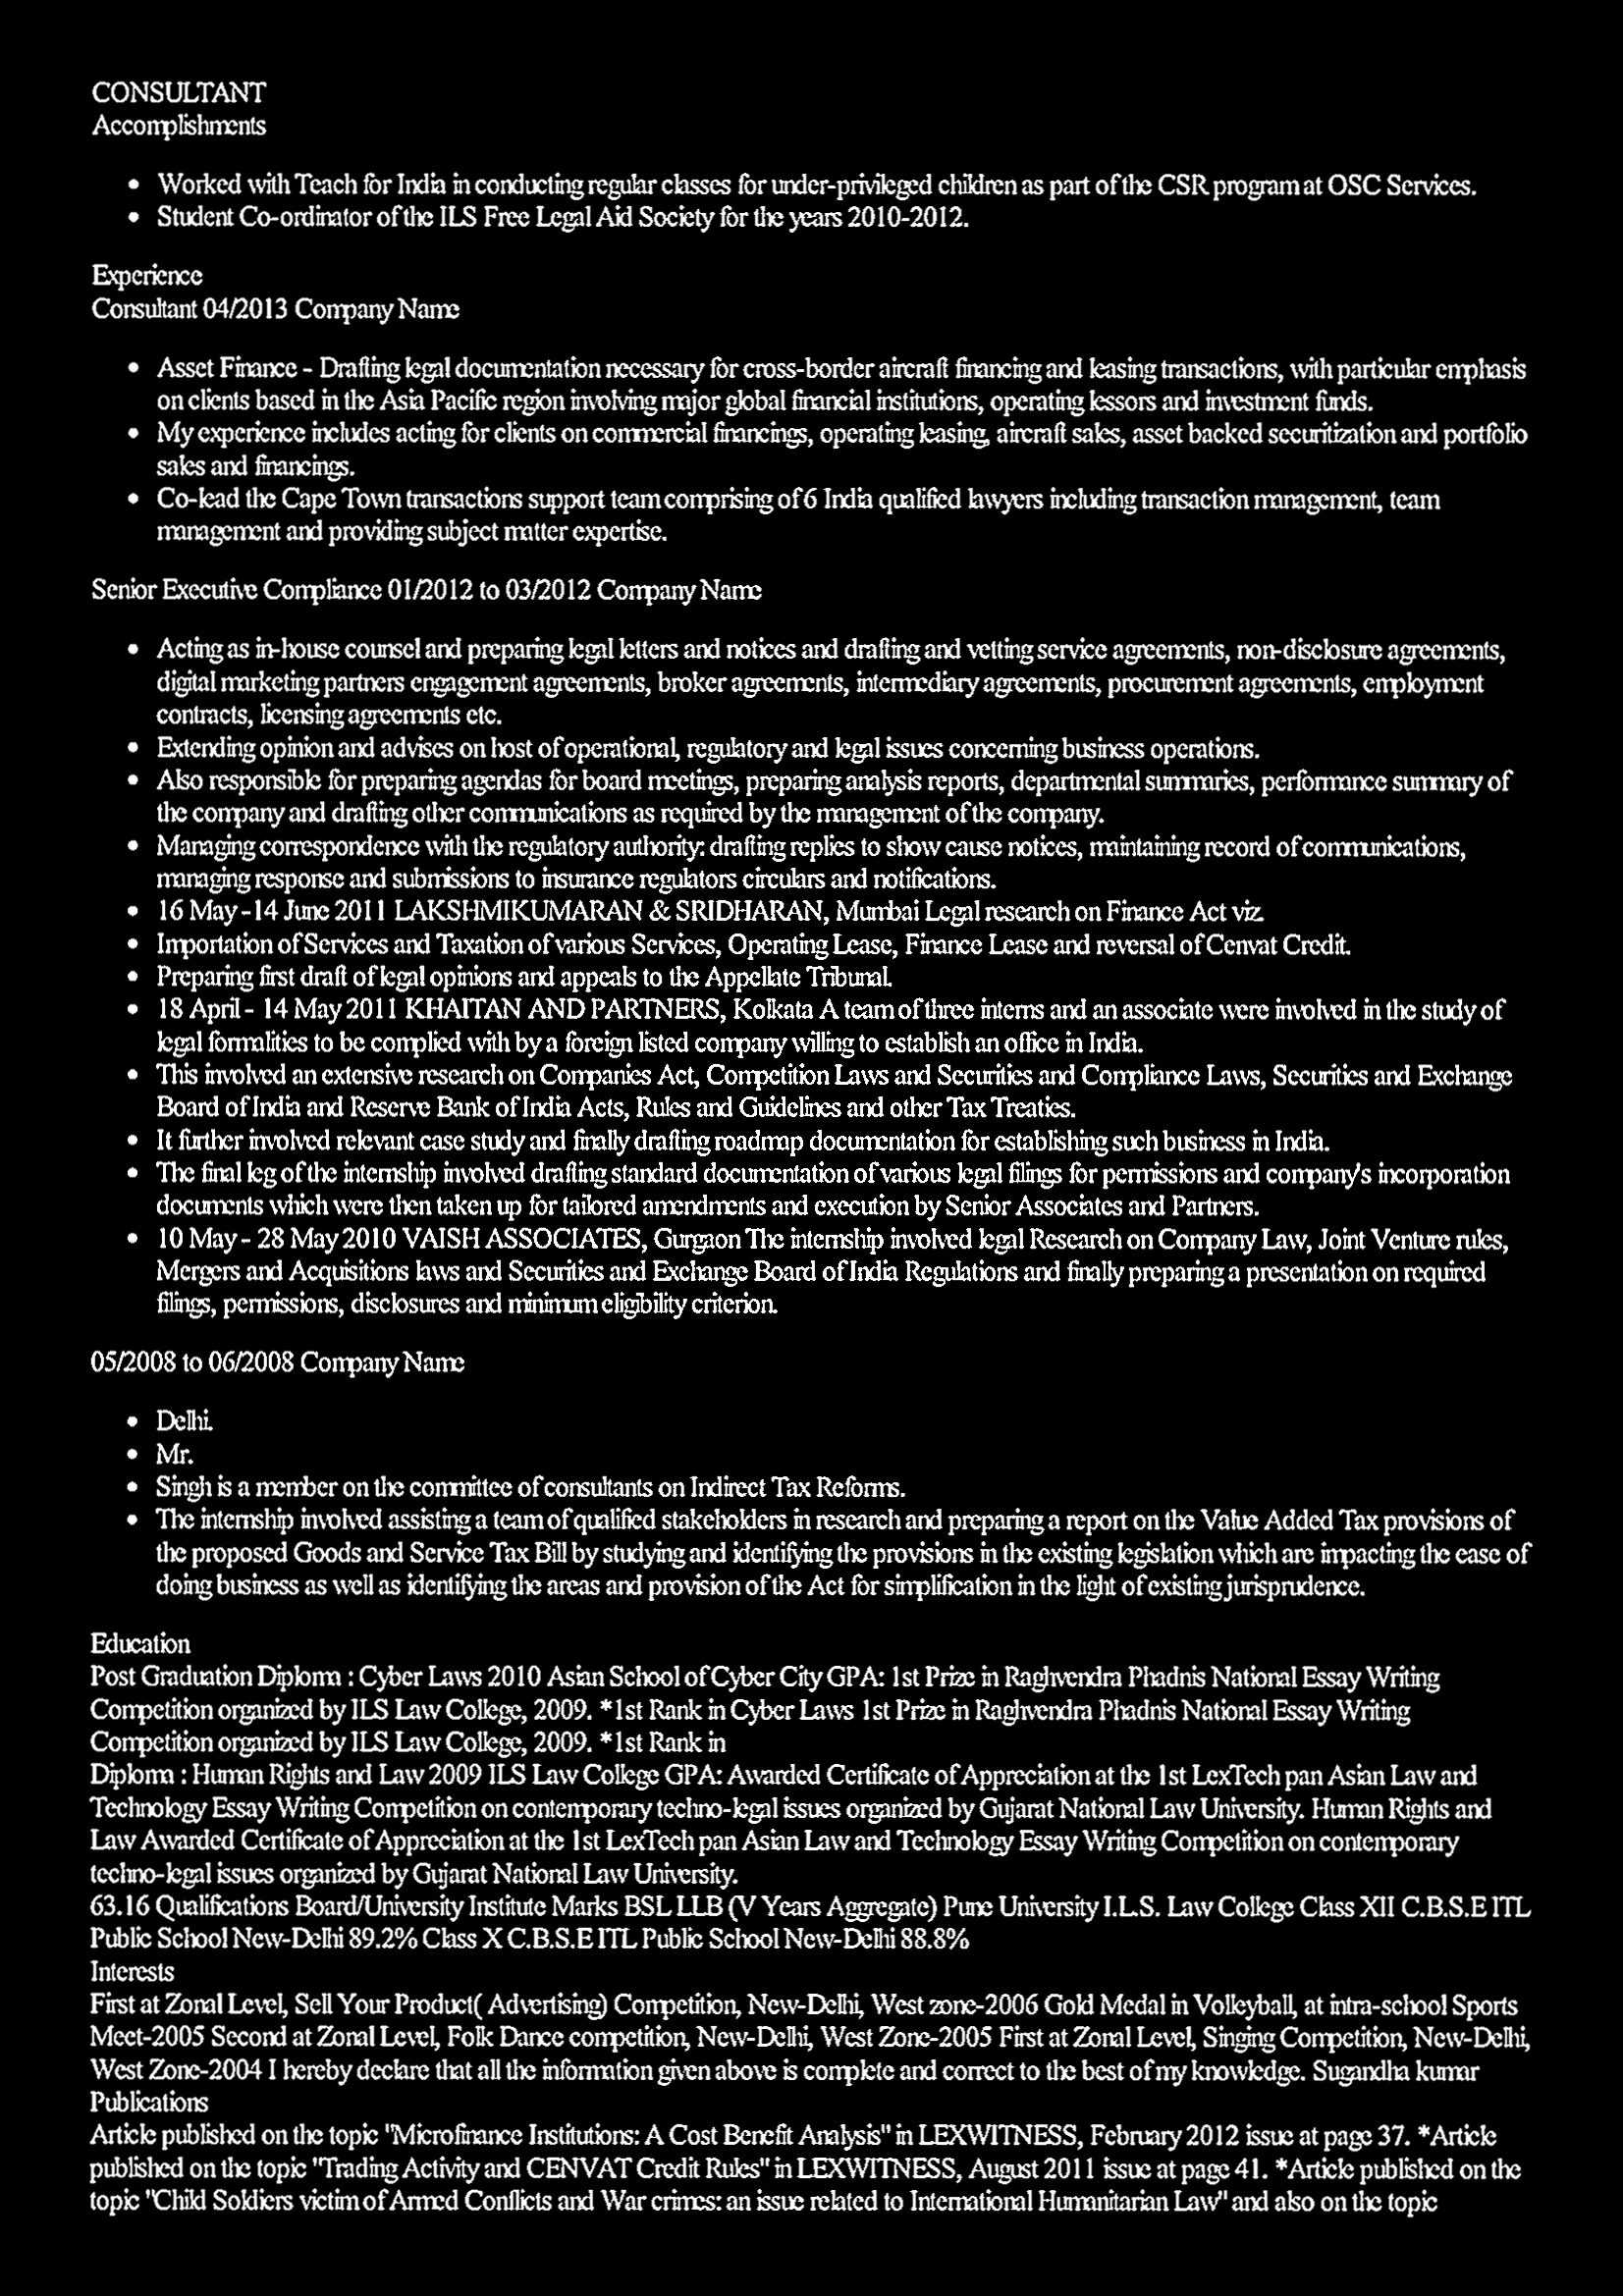 CONSULTANT
Accomplishments
• Worked with Teach for India in conducting regular classes for under-privileged children as part of the CSR program at OSC Services.
• Student Co-ordinator of the ILS Free Legal Aid Society for the years 2010-2012.
Experience
Consultant 04/2013 Company Name
• Asset Finance - Drafting legal documentation necessary for cross-border aircraft financing and leasing transactions, with particular emphasis
on clients based in the Asia Pacific region involving major global financial institutions, operating lessors and investment funds.
• My experience includes acting for clients on commercial financings, operating leasing, aircraft sales, asset backed securitization and portfolio
sales and financings.
• Co-lead the Cape Town transactions support team comprising of 6 India qualified lawyers including transaction management, team
management and providing subject matter expertise.
Senior Executive Compliance 01/2012 to 03/2012 Company Name
• Acting as in-house counsel and preparing legal letters and notices and drafting and vetting service agreements, non-disclosure agreements,
digital marketing partners engagement agreements, broker agreements, intermediary agreements, procurement agreements, employment
contracts, licensing agreements etc.
• Extending opinion and advises on host of operational, regulatory and legal issues concerning business operations.
• Also responsible for preparing agendas for board meetings, preparing analysis reports, departmental summaries, performance summary of
the company and drafting other communications as required by the management of the company.
• Managing correspondence with the regulatory authority: drafting replies to show cause notices, maintaining record of communications,
managing response and submissions to insurance regulators circulars and notifications.
• 16 May -14 June 2011 LAKSHMIKUMARAN & SRIDHARAN, Mumbai Legal research on Finance Act viz.
• Importation of Services and Taxation of various Services, Operating Lease, Finance Lease and reversal of Cenvat Credit.
• Preparing first draft of legal opinions and appeals to the Appellate Tribunal.
• 18 April - 14 May 2011 KHAITAN AND PARTNERS, Kolkata A team of three interns and an associate were involved in the study of
legal formalities to be complied with by a foreign listed company willing to establish an office in India.
• This involved an extensive research on Companies Act, Competition Laws and Securities and Compliance Laws, Securities and Exchange
Board of India and Reserve Bank of India Acts, Rules and Guidelines and other Tax Treaties.
• It further involved relevant case study and finally drafting roadmap documentation for establishing such business in India.
• The final leg of the internship involved drafting standard documentation of various legal filings for permissions and company's incorporation
documents which were then taken up for tailored amendments and execution by Senior Associates and Partners.
• 10 May - 28 May 2010 VAISH ASSOCIATES, Gurgaon The internship involved legal Research on Company Law, Joint Venture rules,
Mergers and Acquisitions laws and Securities and Exchange Board of India Regulations and finally preparing a presentation on required
filings, permissions, disclosures and minimum eligibility criterion.
05/2008 to 06/2008 Company Name
• Delhi.
• Mr.
• Singh is a member on the committee of consultants on Indirect Tax Reforms.
• The internship involved assisting a team of qualified stakeholders in research and preparing a report on the Value Added Tax provisions of
the proposed Goods and Service Tax Bill by studying and identifying the provisions in the existing legislation which are impacting the ease of
doing business as well as identifying the areas and provision of the Act for simplification in the light of existing jurisprudence.
Education
Post Graduation Diploma : Cyber Laws 2010 Asian School of Cyber City GPA: 1st Prize in Raghvendra Phadnis National Essay Writing
Competition organized by ILS Law College, 2009. *1st Rank in Cyber Laws 1st Prize in Raghvendra Phadnis National Essay Writing
Competition organized by ILS Law College, 2009. *1st Rank in
Diploma : Human Rights and Law 2009 ILS Law College GPA: Awarded Certificate of Appreciation at the 1st LexTech pan Asian Law and
Technology Essay Writing Competition on contemporary techno-legal issues organized by Gujarat National Law University. Human Rights and
Law Awarded Certificate of Appreciation at the 1st LexTech pan Asian Law and Technology Essay Writing Competition on contemporary
techno-legal issues organized by Gujarat National Law University.
63.16 Qualifications Board/University Institute Marks BSL LLB (V Years Aggregate) Pune University I.L.S. Law College Class XII C.B.S.E ITL
Public School New-Delhi 89.2% Class X C.B.S.E ITL Public School New-Delhi 88.8%
Interests
First at Zonal Level, Sell Your Product( Advertising) Competition, New-Delhi, West zone-2006 Gold Medal in Volleyball, at intra-school Sports
Meet-2005 Second at Zonal Level, Folk Dance competition, New-Delhi, West Zone-2005 First at Zonal Level, Singing Competition, New-Delhi,
West Zone-2004 I hereby declare that all the information given above is complete and correct to the best of my knowledge. Sugandha kumar
Publications
Article published on the topic "Microfinance Institutions: A Cost Benefit Analysis" in LEXWITNESS, February 2012 issue at page 37. *Article
published on the topic "Trading Activity and CENVAT Credit Rules" in LEXWITNESS, August 2011 issue at page 41. *Article published on the
topic "Child Soldiers victim of Armed Conflicts and War crimes: an issue related to International Humanitarian Law" and also on the topic